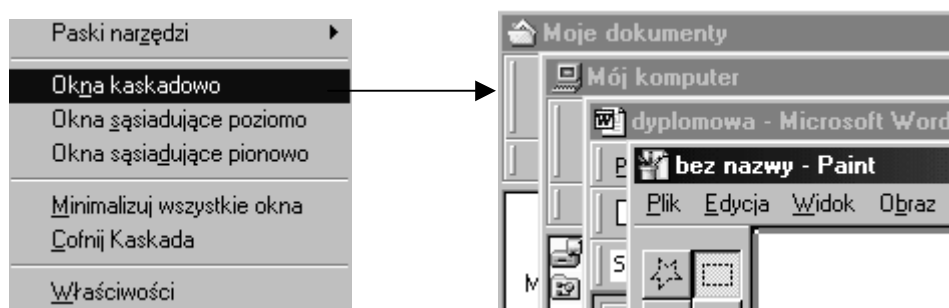 Paski narzędzi
Okna kaskadowo
Okna sąsiadujące poziomo
Okna sąsiadujące pionowo
Minimalizuj wszystkie okna
Cofnij Kaskada
Właściwości
Moje dokumenty
Mój komputer
dyplomowa - Microsoft Word
P
bez nazwy - Paint
Plik Edycja Widok Obraz
S
M